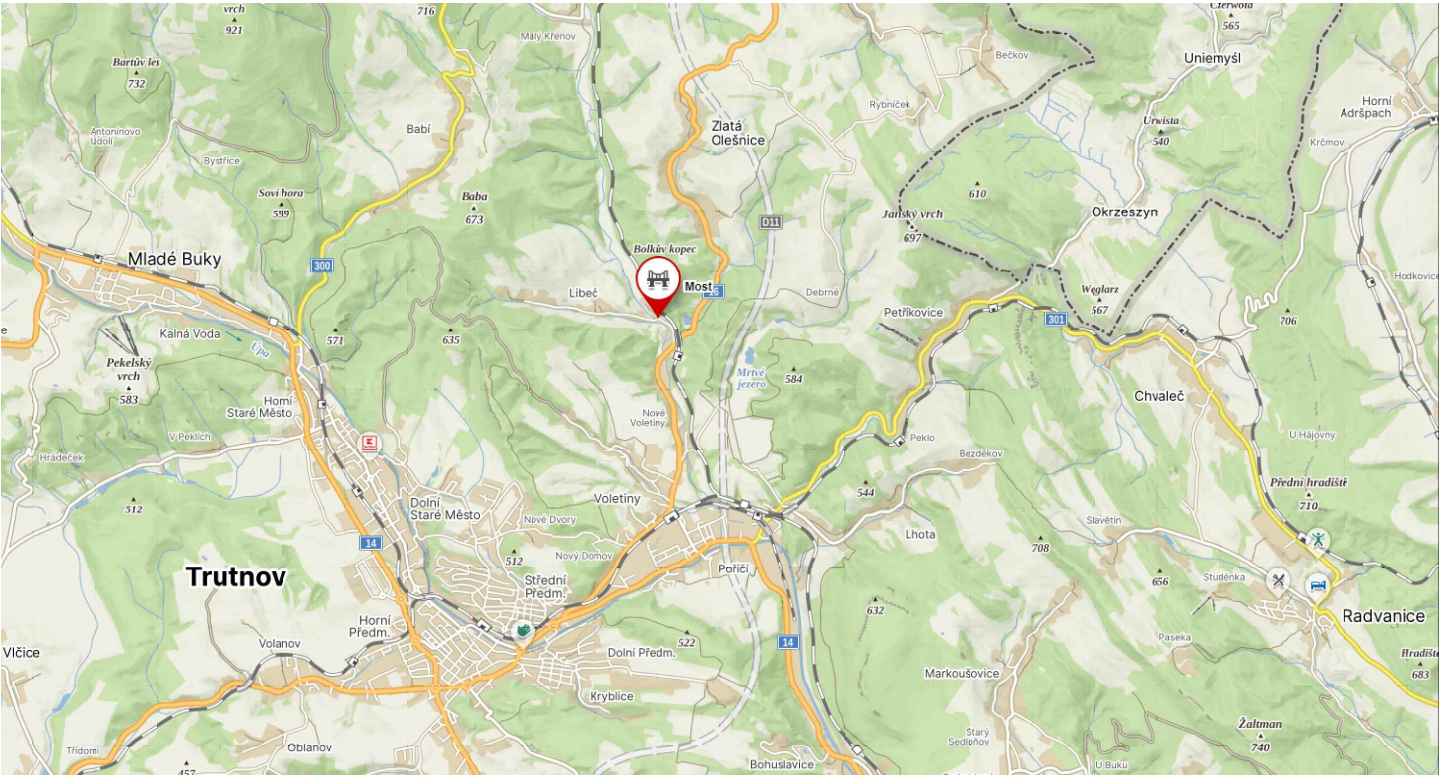 vrch
921
716
Malý Křenov
Bečkov
Czerwota
565
Uniemyśl
Bartův les
732
Horní
Adršpach
Rybníček
Urwista
540
Antoninovo
Údolí
Babí
Zlatá
Olešnice
Krčmov
Bystřice
Soví hora
599
Baba
673
610
Janský vrch
697
Okrzeszyn
D11
Bolkův kopec
Mladé Buky
300
Most
16
Libeč
Debrné
Węglarz
567
Hodkovice
e
Kalná Voda
Úpa
571
635
Petříkovice
301
706
Pekelský
vrch
583
Mrtvé
jezero
584
Chvaleč
Horní
Staré Město
Nové
Voletiny
V Peklích
Peklo
U Hájovny
Hrádeček
Bezděkov
512
Dolní
Staré Město
Voletiny
544
Přední hradiště
710
Nové Dvory
Slavětín
14
Nový Domov
512
Lhota
708
Trutnov
Střední
Předm.
Poříčí
656
Studénka
632
Radvanice
Horní
Předm.
Volanov
522
14
Paseka
Vlčice
Dolní Předm.
Hradiště
683
Markoušovice
Kryblice
Žaltman
740
Třídomí
Oblanov
Starý
Sedloňov
457
Bohuslavice
U Buku